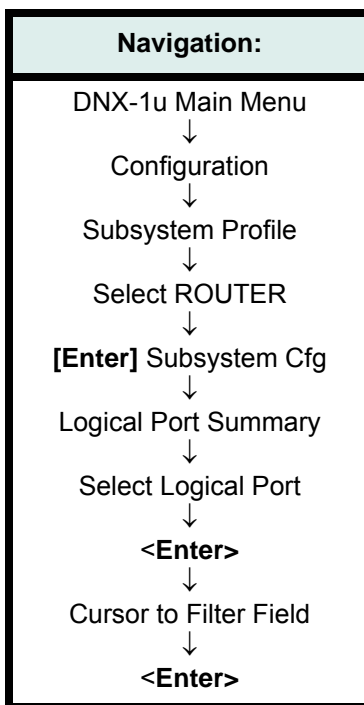 Navigation:
DNX-1u Main Menu
↓
Configuration
↓
Subsystem Profile
↓
Select ROUTER
↓
[Enter] Subsystem Cfg
↓
Logical Port Summary
↓
Select Logical Port
↓
<Enter>
↓
Cursor to Filter Field
↓
<Enter>